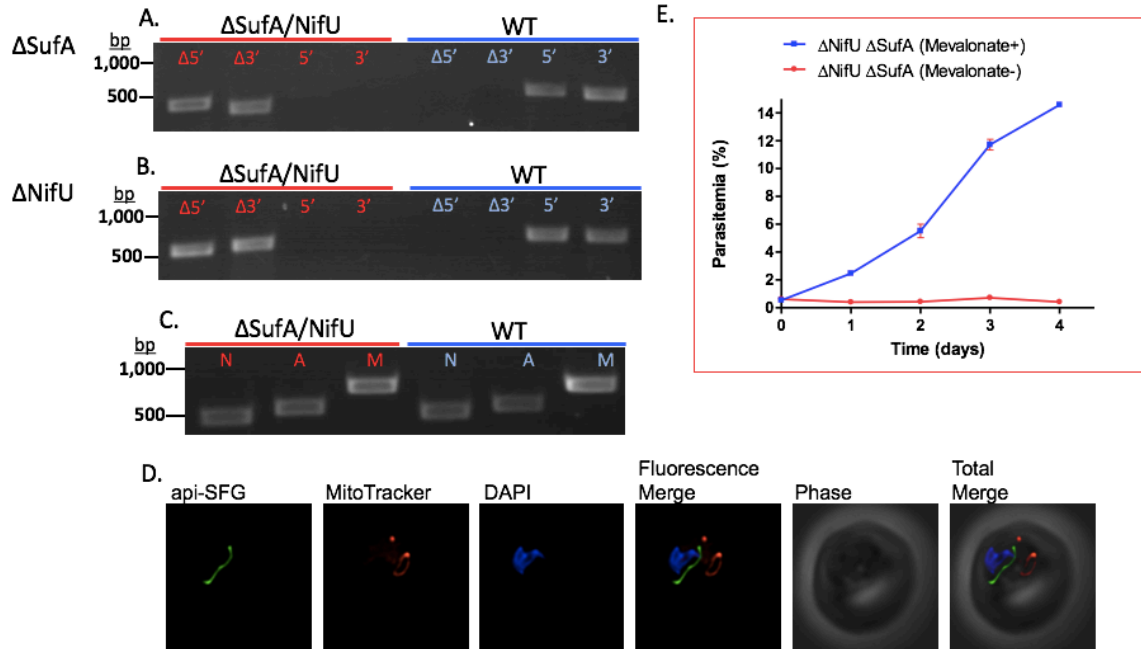 A.
ΔSufA/NifU WT
ΔSufA
bp
1,000
500
Δ5’ Δ3’ 5’ 3’ Δ5’ Δ3’ 5’ 3’
B.
ΔSufA/NifU WT
ΔNifU
bp
1,000
500
Δ5’ Δ3’ 5’ 3’ Δ5’ Δ3’ 5’ 3’
C.
ΔSufA/NifU WT
bp
1,000
500
N A M N A M
D.
api-SFG MitoTracker DAPI Fluorescence Merge Phase Total Merge
E.
ΔNifU ΔSufA (Mevalonate+)
ΔNifU ΔSufA (Mevalonate-)
Parasitemia (%)
14
12
10
8
6
4
2
0
0 1 2 3 4
Time (days)